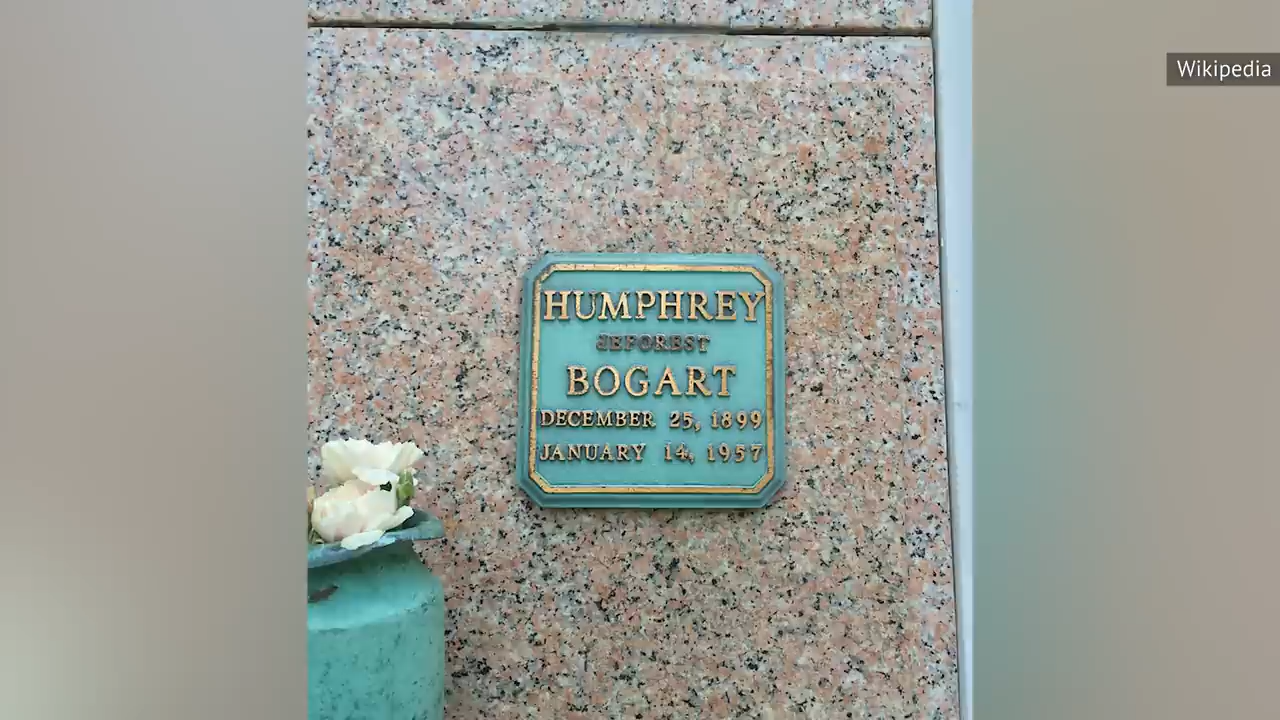 Wikipedia
HUMPHREY
DEFOREST
BOGART
DECEMBER 25, 1899
JANUARY 14, 1957